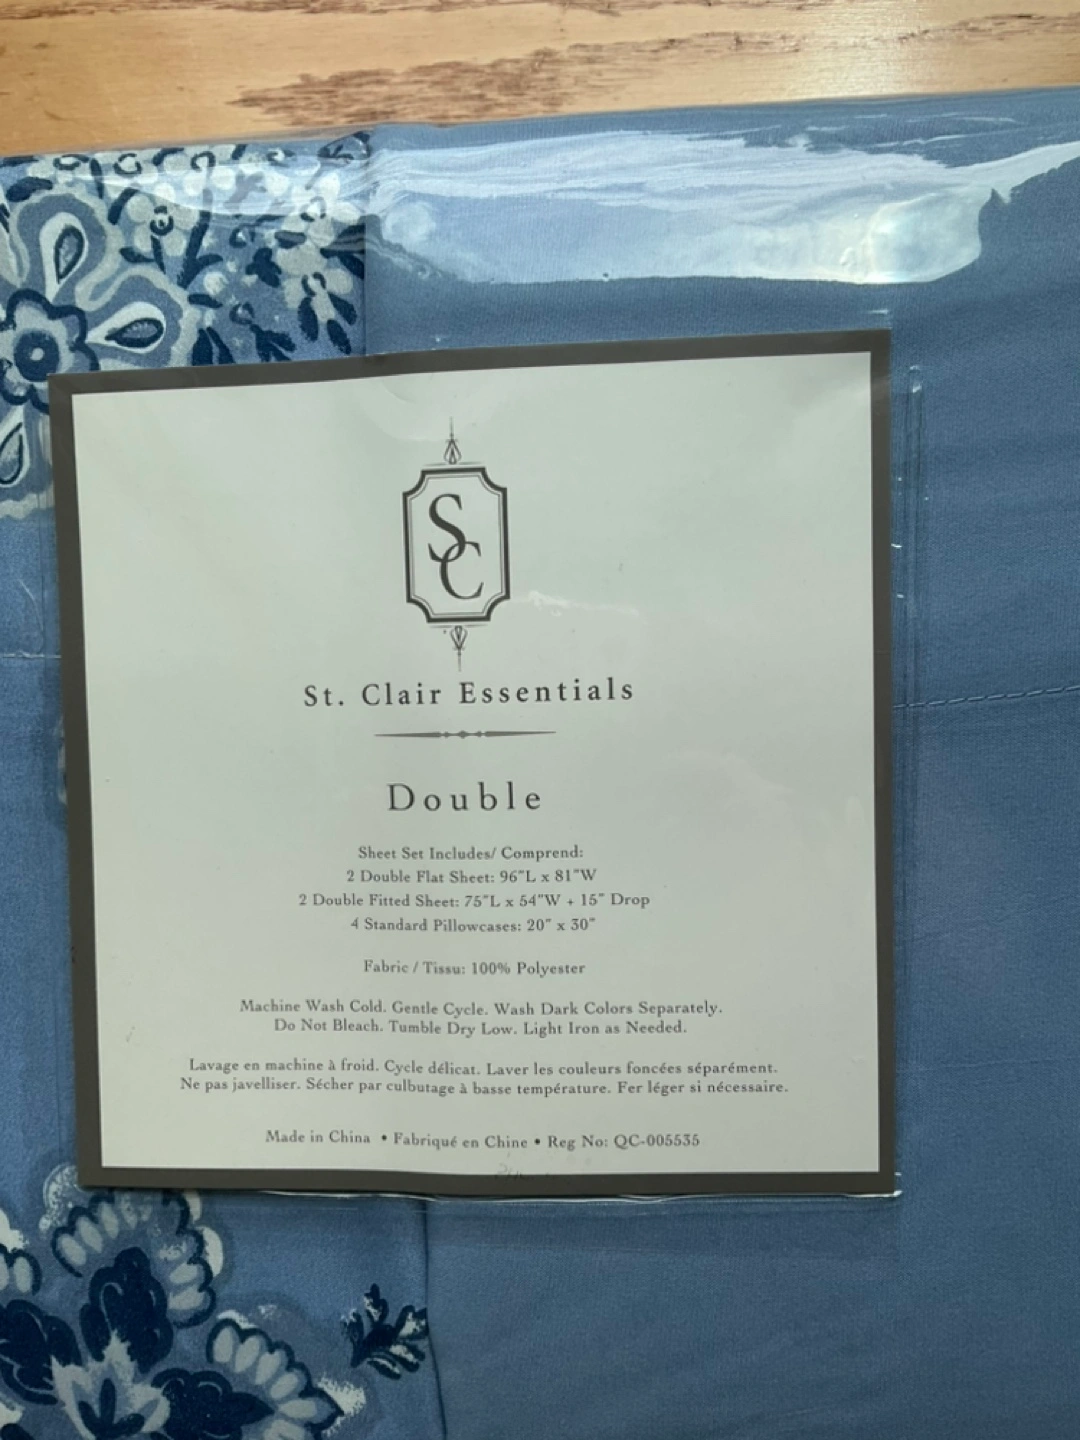 SC
St. Clair Essentials
Double
Sheet Set Includes/ Comprend:
2 Double Flat Sheet: 96"L x 81"W
2 Double Fitted Sheet: 75"L x 54"W + 15" Drop
4 Standard Pillowcases: 20" x 30"
Fabric / Tissu: 100% Polyester
Machine Wash Cold. Gentle Cycle. Wash Dark Colors Separately.
Do Not Bleach. Tumble Dry Low. Light Iron as Needed.
Lavage en machine à froid. Cycle délicat. Laver les couleurs foncées séparément.
Ne pas javelliser. Sécher par culbutage à basse température. Fer léger si nécessaire.
Made in China • Fabriqué en Chine • Reg No: QC-005535